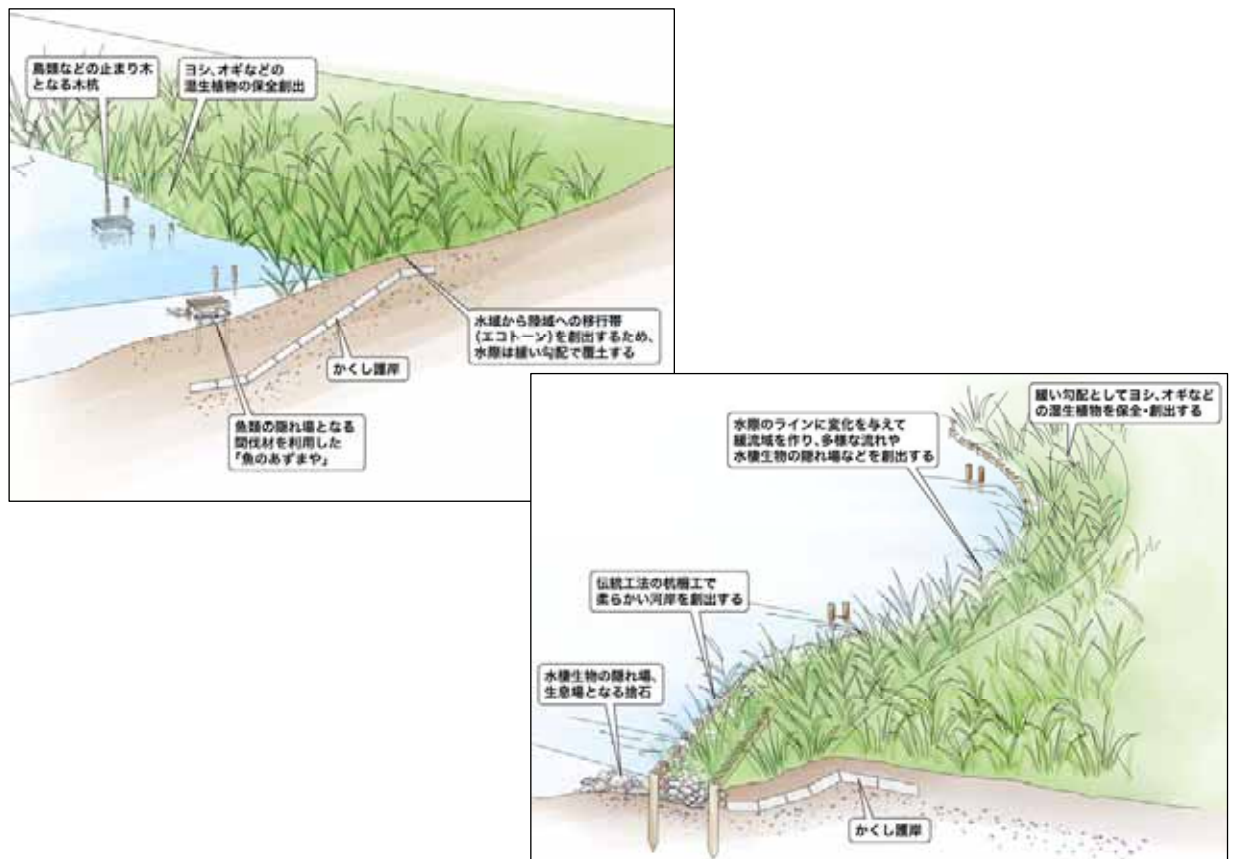 鳥類などの止まり木
となる木杭
ヨシ、オギなどの
湿生植物の保全創出
水域から陸域への移行帯
(エコトーン)を創出するため、
水際は緩い勾配で覆土する
かくし護岸
魚類の隠れ場となる
間伐材を利用した
「魚のあずまや」
緩い勾配としてヨシ、オギなど
の湿生植物を保全・創出する
水際のラインに変化を与えて
緩流域を作り、多様な流れや
水棲生物の隠れ場などを創出する
伝統工法の杭柵工で
柔らかい河岸を創出する
水棲生物の隠れ場、
生息場となる捨石
かくし護岸